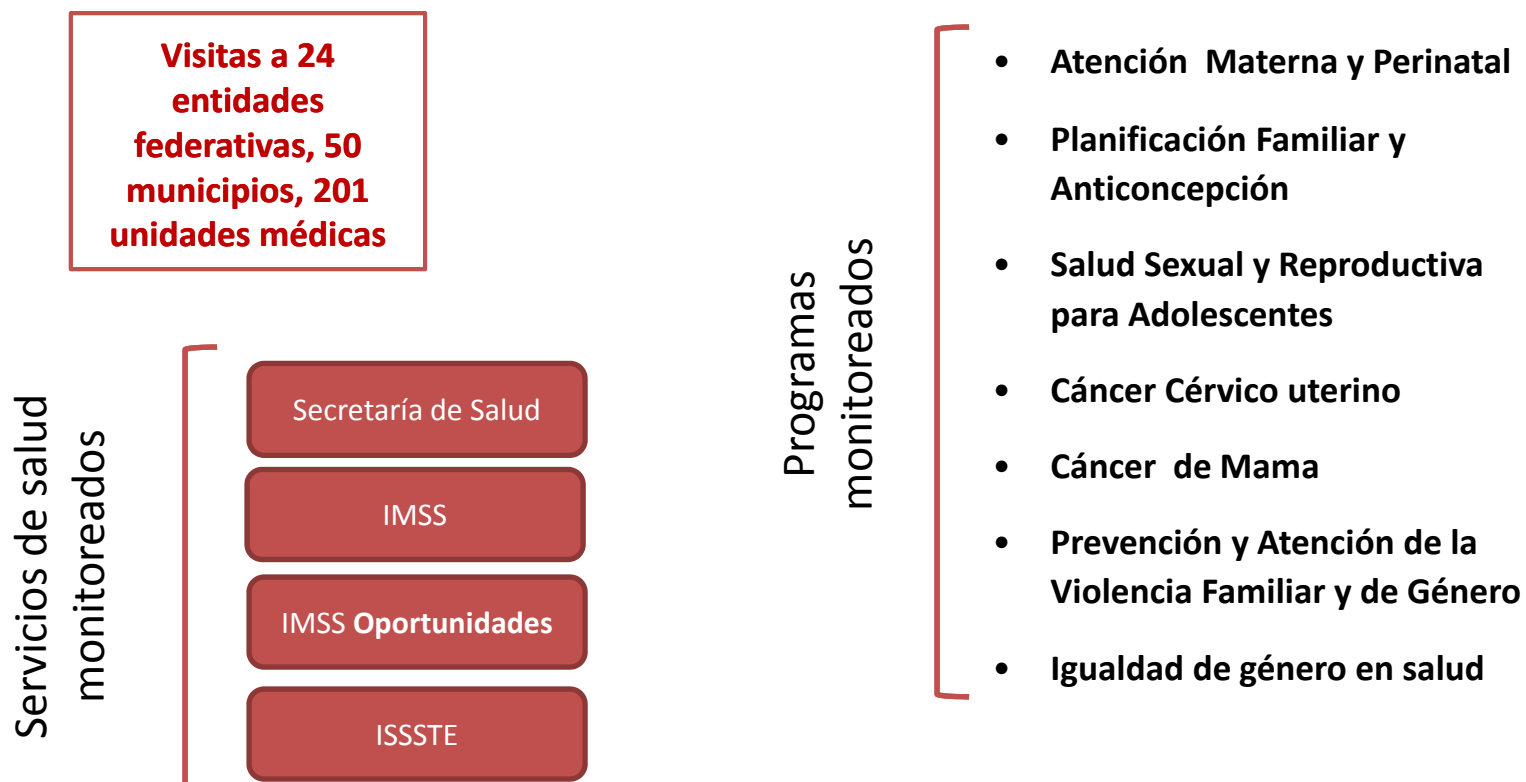 Visitas a 24
entidades
federativas, 50
municipios, 201
unidades médicas
Servicios de salud
monitoreados
Secretaría de Salud
IMSS
IMSS Oportunidades
ISSSTE
Programas
monitoreados
• Atención Materna y Perinatal
• Planificación Familiar y
Anticoncepción
• Salud Sexual y Reproductiva
para Adolescentes
• Cáncer Cérvico uterino
• Cáncer de Mama
• Prevención y Atención de la
Violencia Familiar y de Género
• Igualdad de género en salud